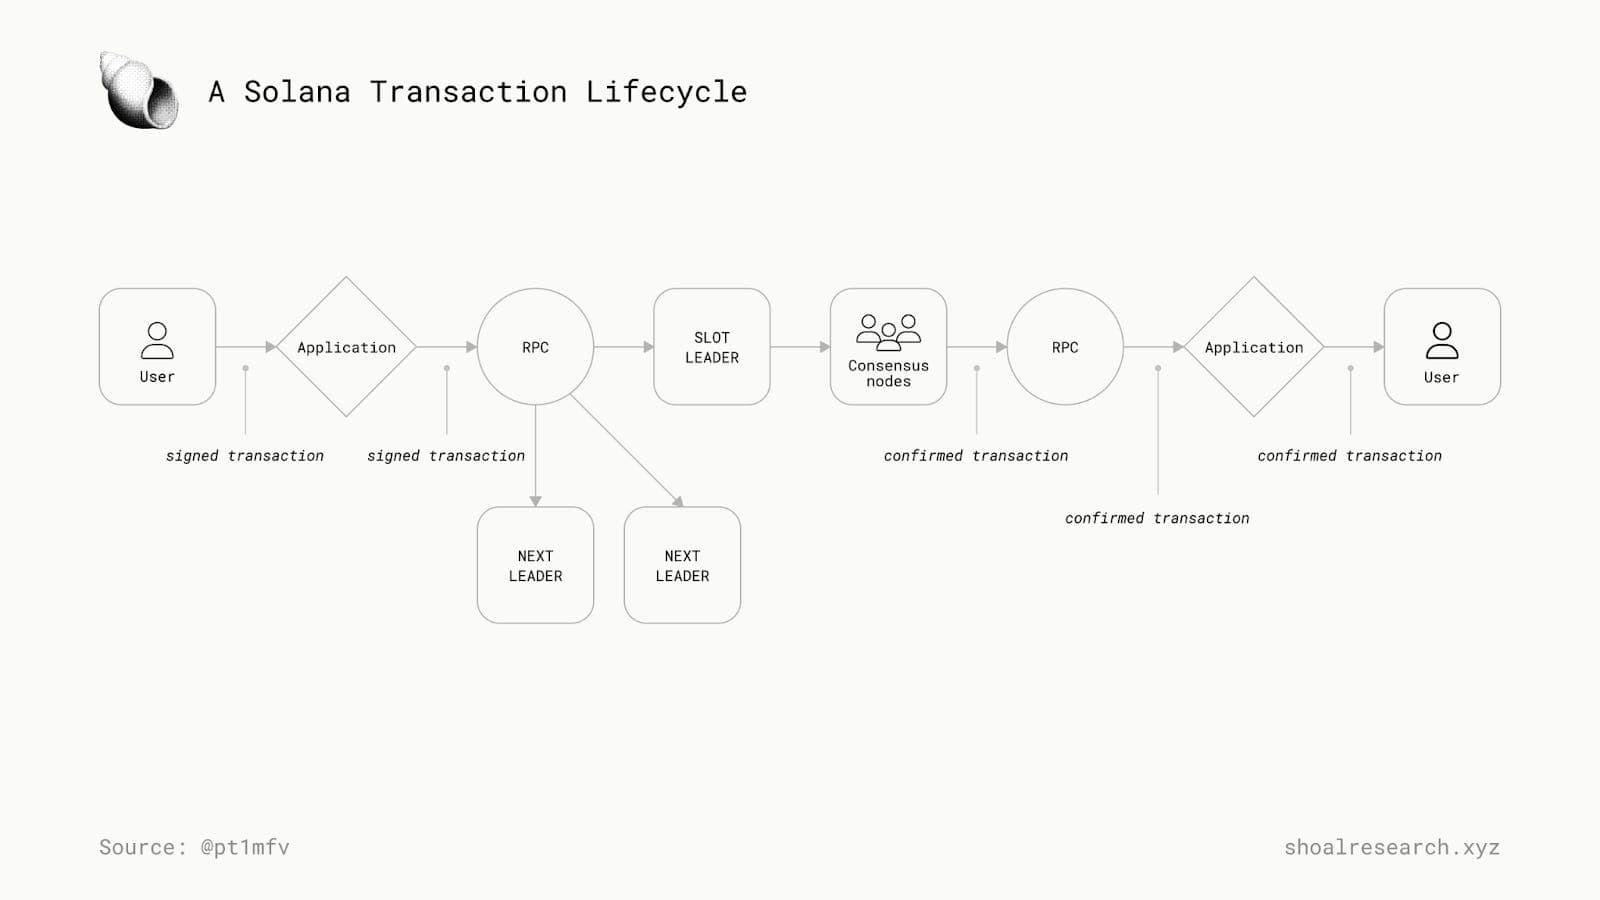 A Solana Transaction Lifecycle
User
Application
RPC
SLOT
LEADER
Consensus
nodes
RPC
Application
User
signed transaction
signed transaction
confirmed transaction
confirmed transaction
confirmed transaction
NEXT
LEADER
NEXT
LEADER
Source: @pt1mfv
shoalresearch.xyz